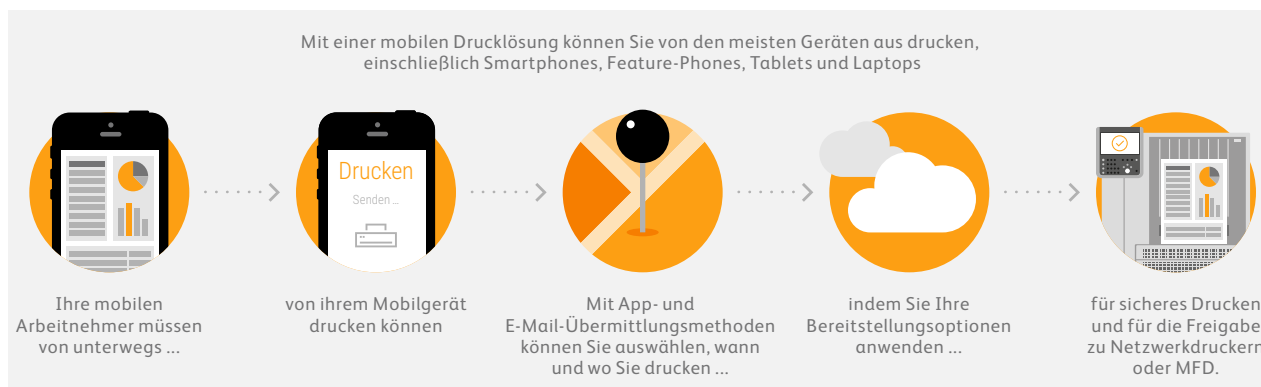 Mit einer mobilen Drucklösung können Sie von den meisten Geräten aus drucken,
einschließlich Smartphones, Feature-Phones, Tablets und Laptops
Drucken
Senden ...
Ihre mobilen
Arbeitnehmer müssen
von unterwegs ...
von ihrem Mobilgerät
drucken können
Mit App- und
E-Mail-Übermittlungsmethoden
können Sie auswählen, wann
und wo Sie drucken ...
indem Sie Ihre
Bereitstellungsoptionen
anwenden ...
für sicheres Drucken
und für die Freigabe
zu Netzwerkdruckern
oder MFD.